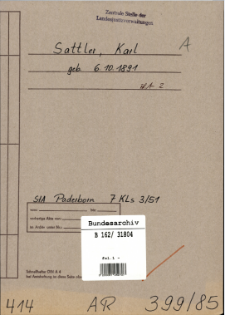 Zentrale Stelle der
Landesjustizverwaltungen
Sattler, Karl
A
geb. 6.10.1891
StA Paderborn 7 KLs 3/51
Bundesarchiv
B 162/ 31804
414 AR 399/85